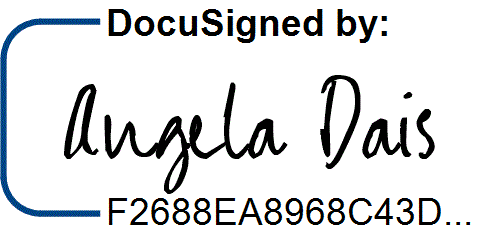 DocuSigned by:
Angela Dais
F2688EA8968C43D...